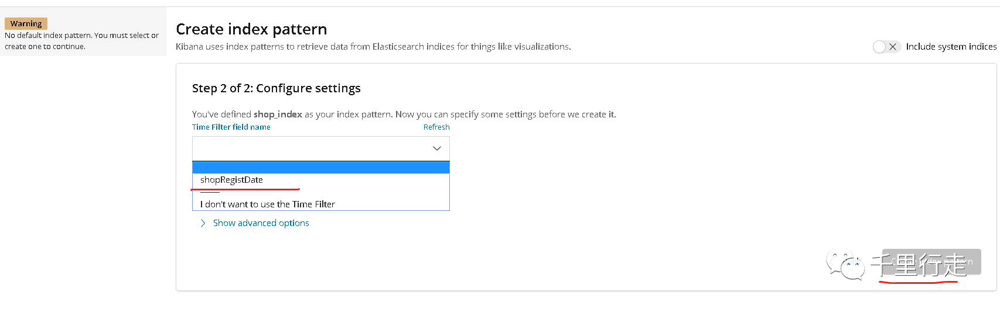 Warning
No default index pattern. You must select or
create one to continue.
Create index pattern
Kibana uses index patterns to retrieve data from Elasticsearch indices for things like visualizations.
Include system indices
Step 2 of 2: Configure settings
You've defined shop_index as your index pattern. Now you can specify some settings before we create it.
Time Filter field name Refresh
shopRegistDate
I don't want to use the Time Filter
Show advanced options
千里行走